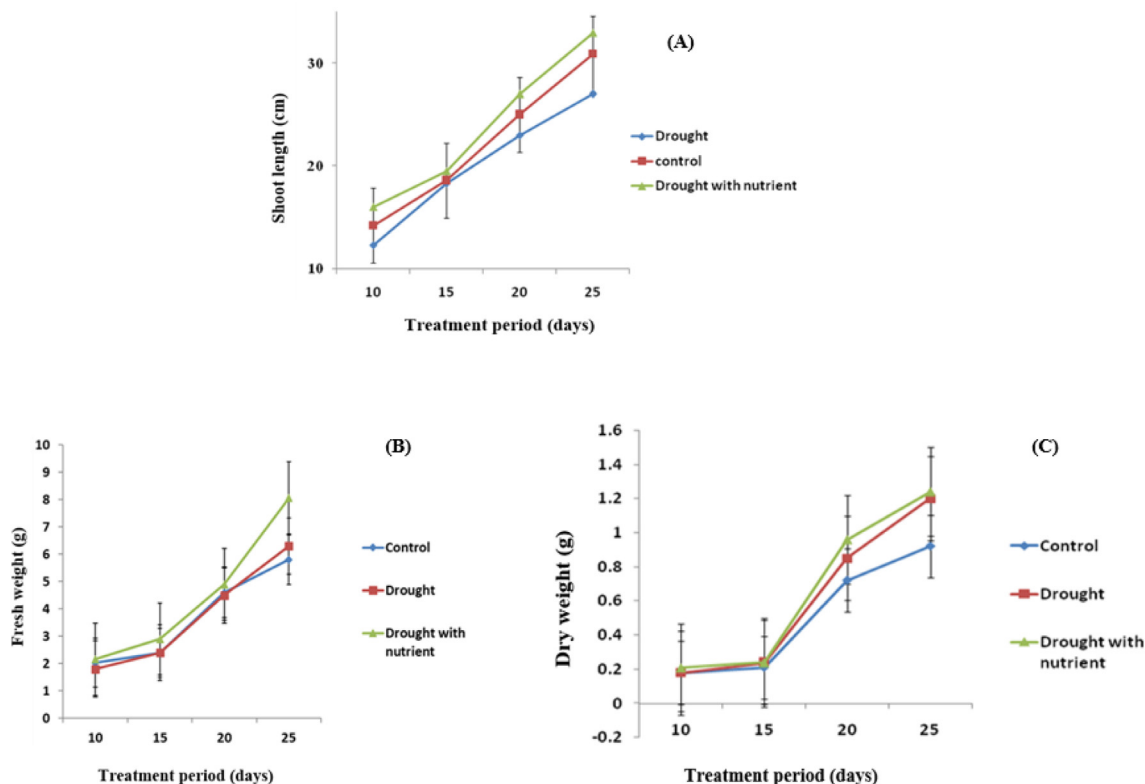 (A)
Shoot length (cm)
30
20
10
10 15 20 25
Treatment period (days)
Drought
control
Drought with nutrient
(B)
Fresh weight (g)
10
9
8
7
6
5
4
3
2
1
0
10 15 20 25
Treatment period (days)
Control
Drought
Drought with
nutrient
(C)
Dry weight (g)
1.6
1.4
1.2
1
0.8
0.6
0.4
0.2
0
-0.2
10 15 20 25
Treatment period (days)
Control
Drought
Drought with
nutrient